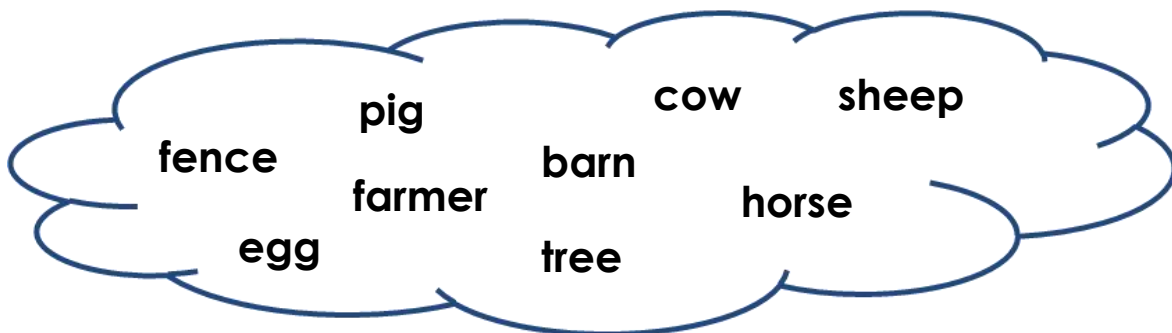 cow sheep
pig
fence barn
farmer horse
egg tree